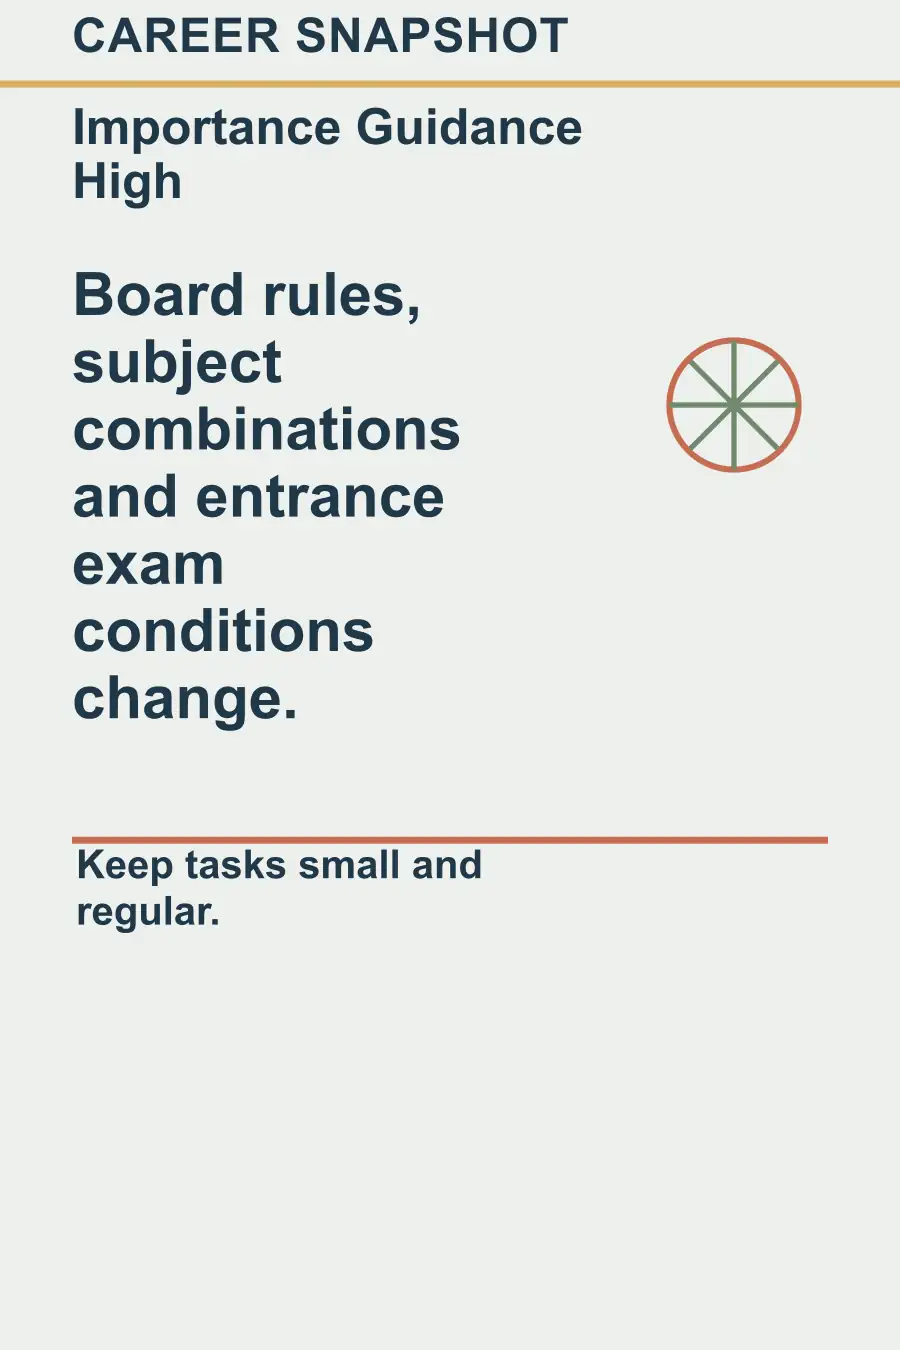 CAREER SNAPSHOT
Importance Guidance
High
Board rules,
subject
combinations
and entrance
exam
conditions
change.
Keep tasks small and
regular.